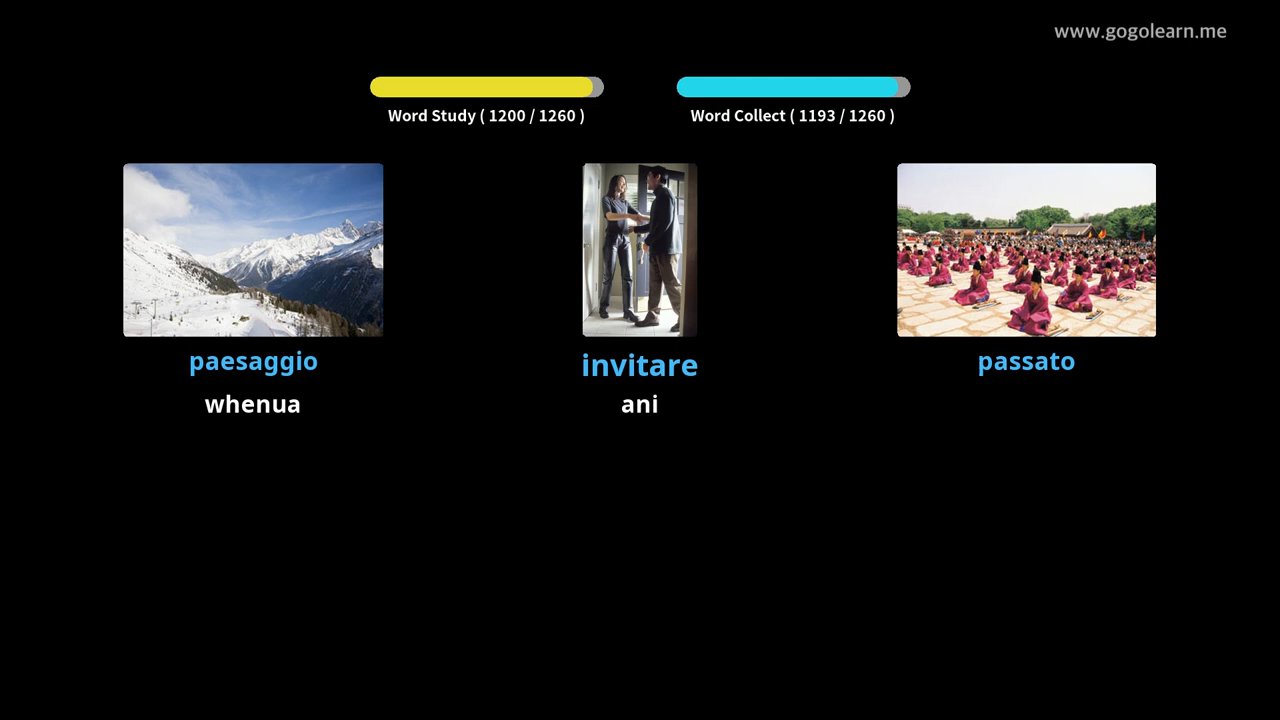 www.gogolearn.me
Word Study ( 1200 / 1260 )
Word Collect ( 1193 / 1260 )
paesaggio
invitare
passato
whenua
ani